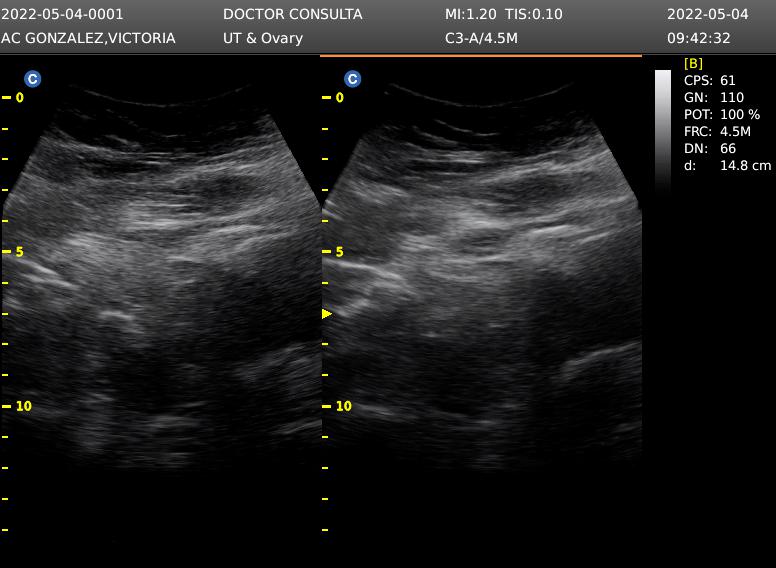 2022-05-04-0001 DOCTOR CONSULTA MI:1.20 TIS:0.10 2022-05-04
AC GONZALEZ,VICTORIA UT & Ovary C3-A/4.5M 09:42:32
[B]
CPS: 61
GN: 110
POT: 100 %
FRC: 4.5M
DN: 66
d: 14.8 cm
C C
0 0
5 5
10 10